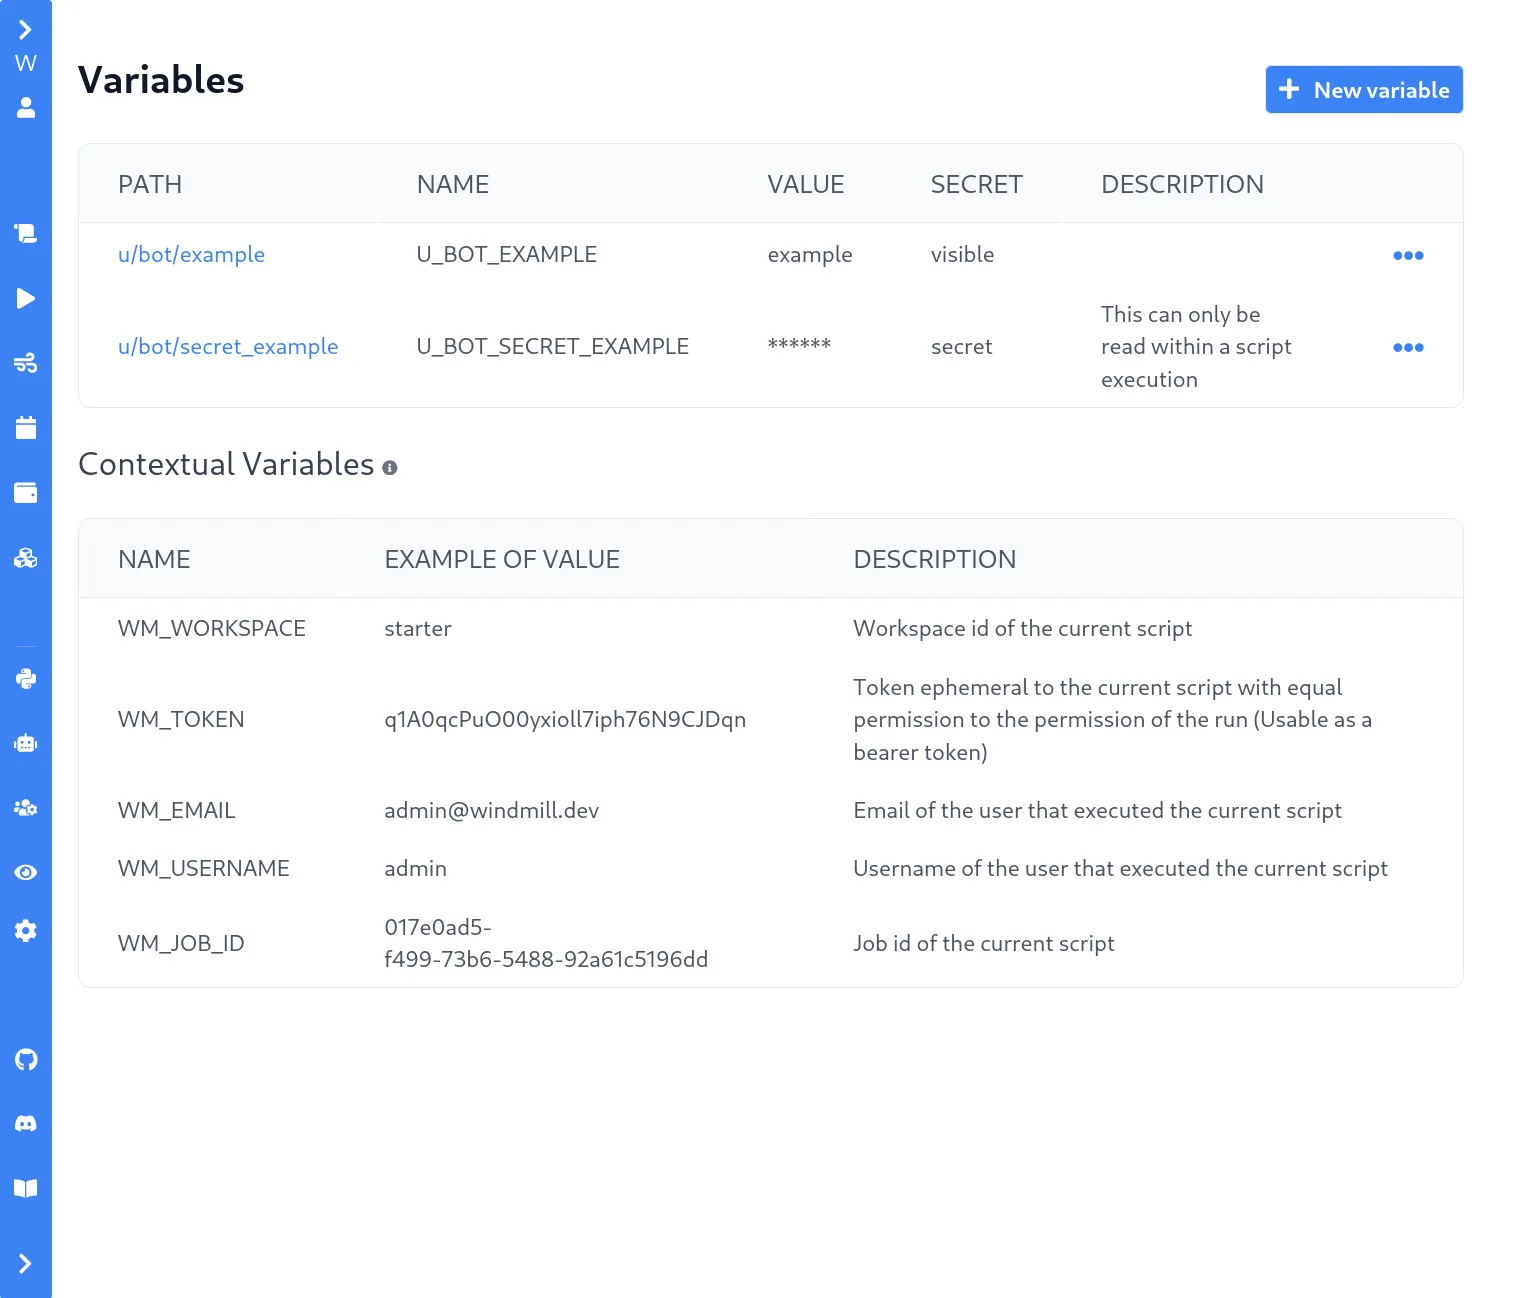 W
Variables
New variable
PATH NAME VALUE SECRET DESCRIPTION
u/bot/example U_BOT_EXAMPLE example visible
u/bot/secret_example U_BOT_SECRET_EXAMPLE ****** secret This can only be
read within a script
execution
Contextual Variables
NAME EXAMPLE OF VALUE DESCRIPTION
WM_WORKSPACE starter Workspace id of the current script
WM_TOKEN q1A0qcPuO00yxioll7iph76N9CJDqn Token ephemeral to the current script with equal
permission to the permission of the run (Usable as a
bearer token)
WM_EMAIL admin@windmill.dev Email of the user that executed the current script
WM_USERNAME admin Username of the user that executed the current script
WM_JOB_ID 017e0ad5-
f499-73b6-5488-92a61c5196dd Job id of the current script